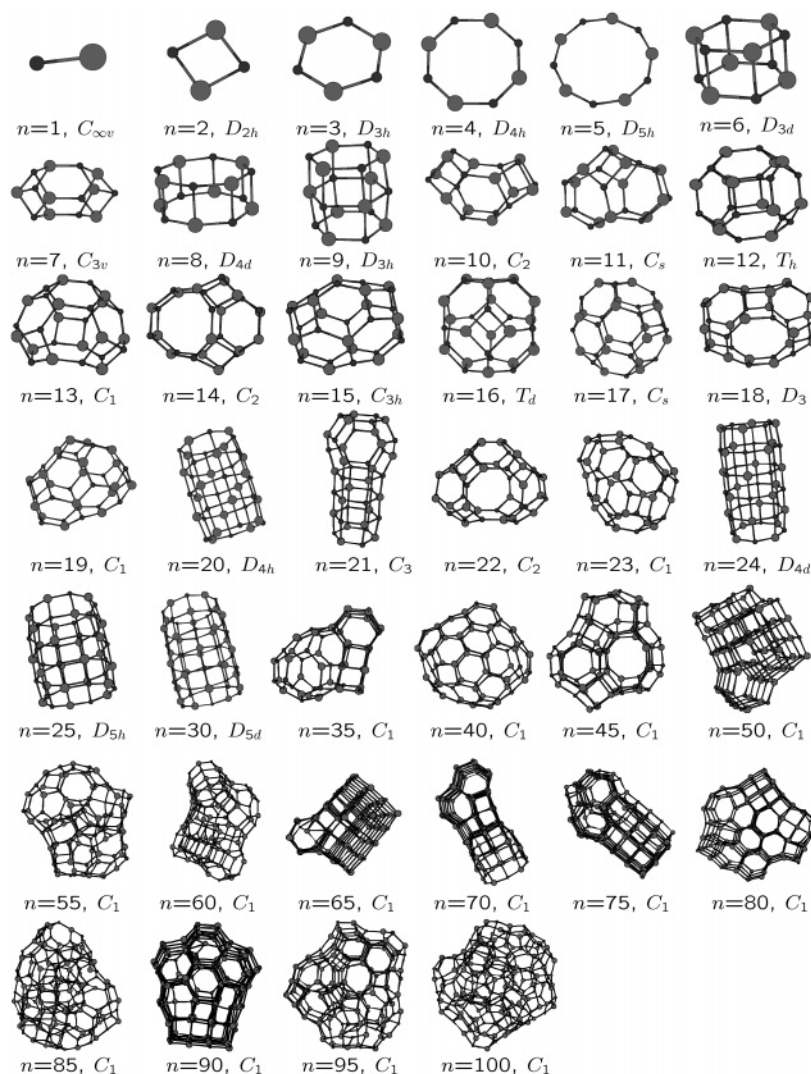 n=1, C∞v n=2, D2h n=3, D3h n=4, D4h n=5, D5h n=6, D3d
n=7, C3v n=8, D4d n=9, D3h n=10, C2 n=11, Cs n=12, Th
n=13, C1 n=14, C2 n=15, C3h n=16, Td n=17, Cs n=18, D3
n=19, C1 n=20, D4h n=21, C3 n=22, C2 n=23, C1 n=24, D4d
n=25, D5h n=30, D5d n=35, C1 n=40, C1 n=45, C1 n=50, C1
n=55, C1 n=60, C1 n=65, C1 n=70, C1 n=75, C1 n=80, C1
n=85, C1 n=90, C1 n=95, C1 n=100, C1